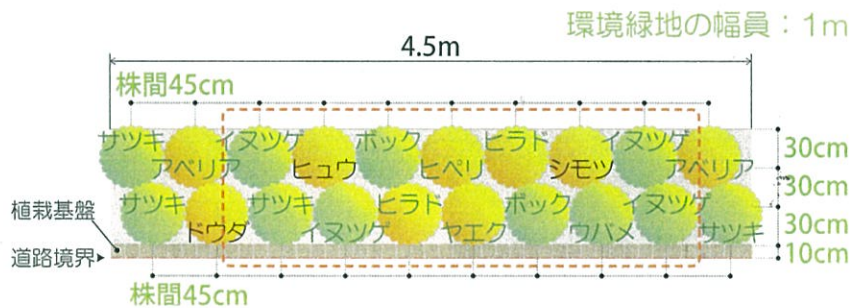 環境緑地の幅員：1m
4.5m
株間45cm
サツキ イヌツゲ ボック ヒラド イヌツゲ
アベリア ヒュウ ヒペリ シモツ アベリア
30cm
30cm
サツキ サツキ ヒラド ボック イヌツゲ
30cm
植栽基盤
ドウダ イヌツゲ ヤエク ウバメ サツキ
道路境界
10cm
株間45cm